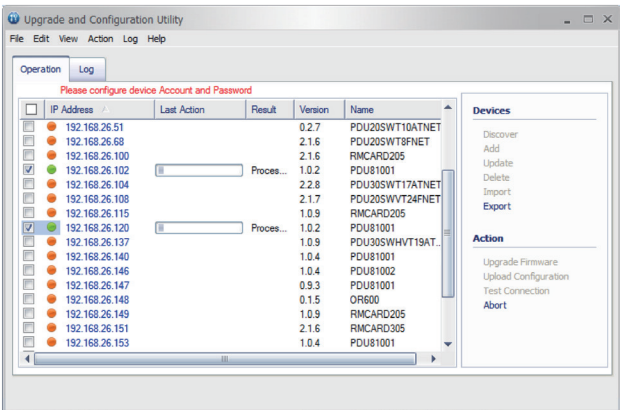 Upgrade and Configuration Utility
File Edit View Action Log Help
Operation Log
Please configure device Account and Password
IP Address Last Action Result Version Name
192.168.26.51 0.2.7 PDU20SWT10ATNET
192.168.26.68 2.1.6 PDU20SWT8FNET
192.168.26.100 2.1.6 RMCARD205
192.168.26.102 Proces... 1.0.2 PDU81001
192.168.26.104 2.2.8 PDU30SWT17ATNET
192.168.26.108 2.1.7 PDU20SWVT24FNET
192.168.26.115 1.0.9 RMCARD205
192.168.26.120 Proces... 1.0.2 PDU81001
192.168.26.137 1.0.9 PDU30SWHVT19AT..
192.168.26.140 1.0.4 PDU81001
192.168.26.146 1.0.4 PDU81002
192.168.26.147 0.9.3 PDU81001
192.168.26.148 0.1.5 OR600
192.168.26.149 1.0.9 RMCARD205
192.168.26.151 2.1.6 RMCARD305
192.168.26.153 1.0.4 PDU81001
Devices
Discover
Add
Update
Delete
Import
Export
Action
Upgrade Firmware
Upload Configuration
Test Connection
Abort